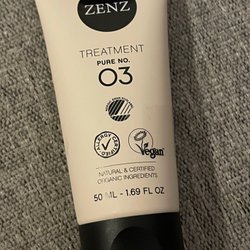 ZENZ
TREATMENT
PURE NO.
03
Vegan
NATURAL & CERTIFIED
ORGANIC INGREDIENTS
50 ML - 1.69 FL OZ